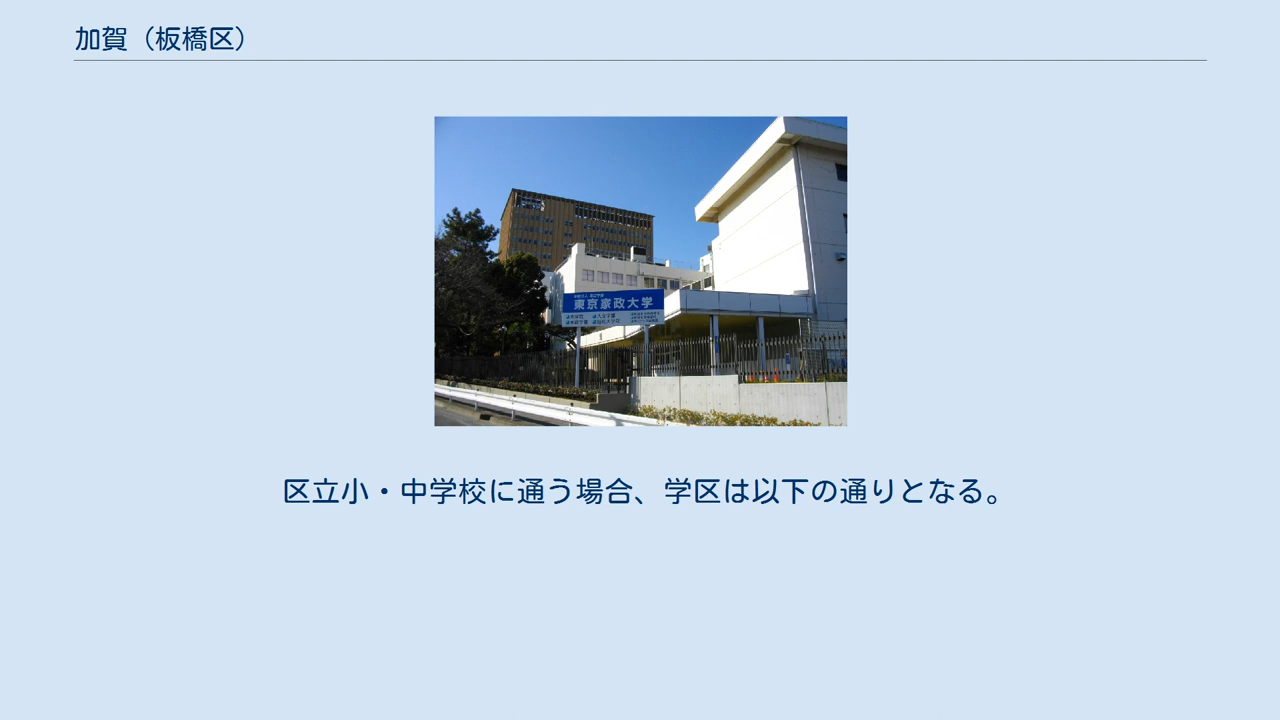 加賀（板橋区）
東京家政大学
区立小・中学校に通う場合、学区は以下の通りとなる。